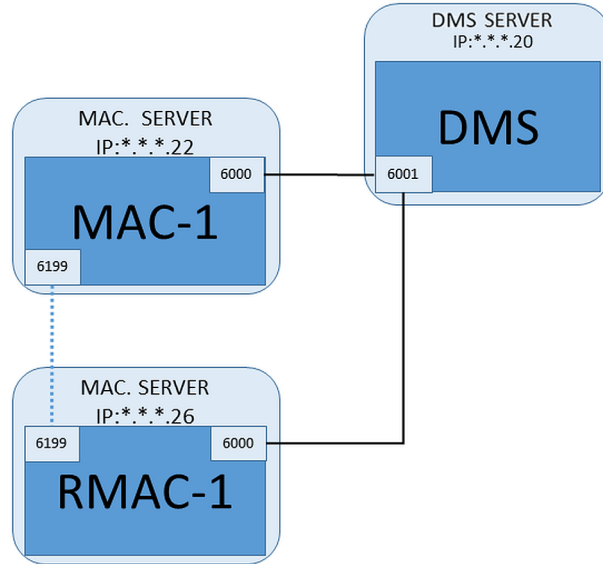 DMS SERVER
IP:*.*.*.20
DMS
6001
MAC. SERVER
IP:*.*.*.22
6000
MAC-1
6199
MAC. SERVER
IP:*.*.*.26
6199
6000
RMAC-1